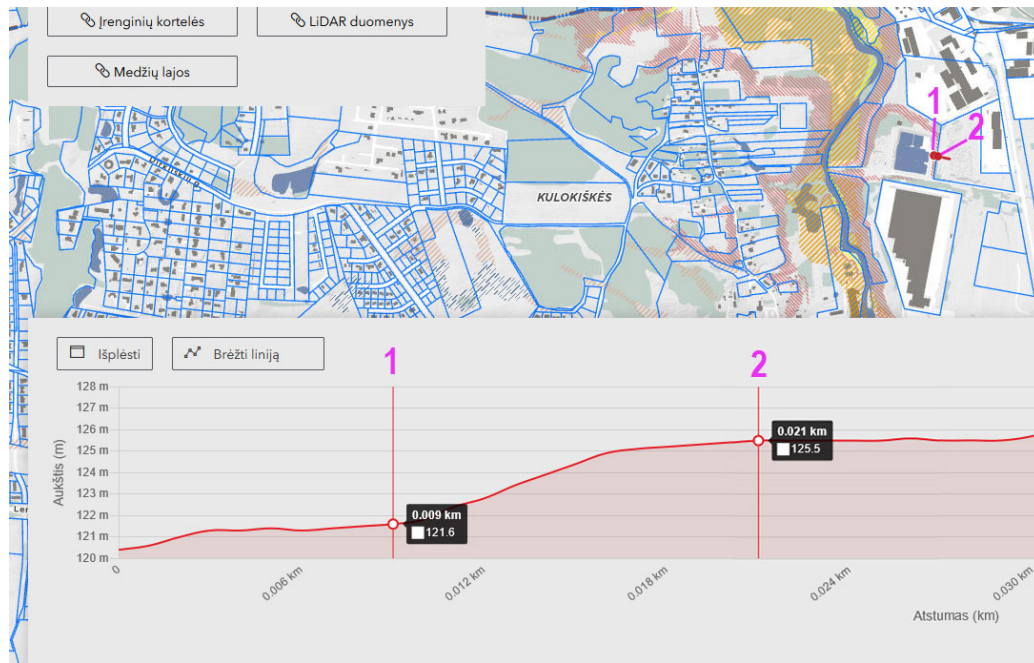 Įrenginių kortelės
LiDAR duomenys
Medžių lajos
1
2
KULOKIŠKĖS
Išplėsti
Brėžti liniją
1
2
128 m
127 m
126 m
125 m
124 m
123 m
122 m
121 m
120 m
Aukštis (m)
0.021 km
125.5
0.009 km
121.6
0
0.006 km
0.012 km
0.018 km
0.024 km
0.030 km
Atstumas (km)